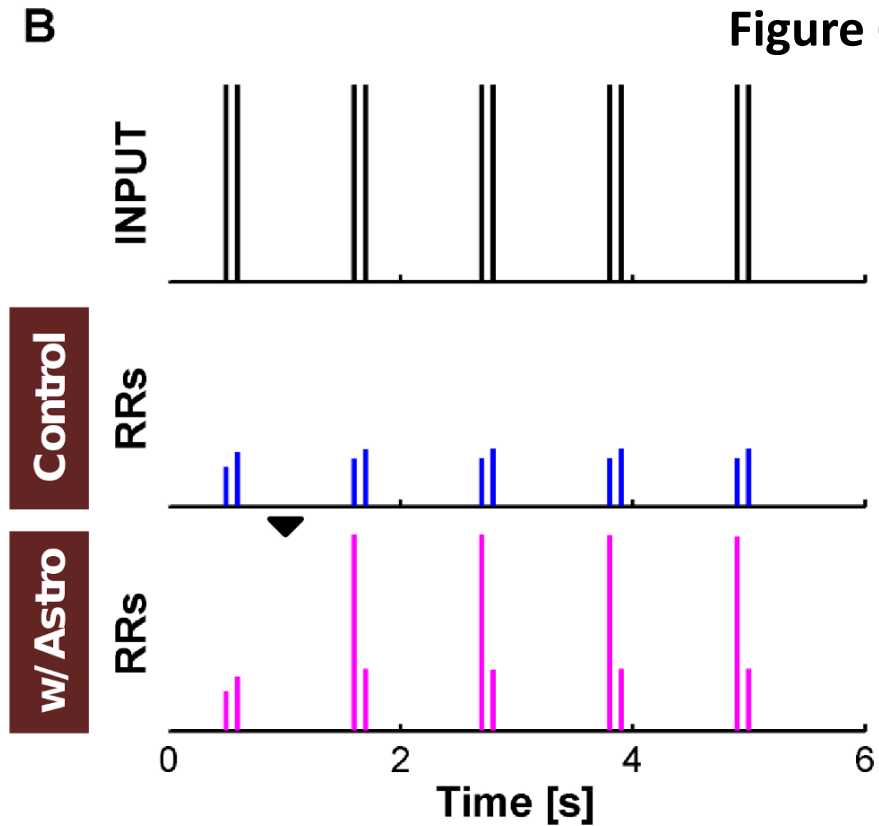 B
Figure
INPUT
Control
RRs
w/ Astro
RRs
0 2 4 6
Time [s]